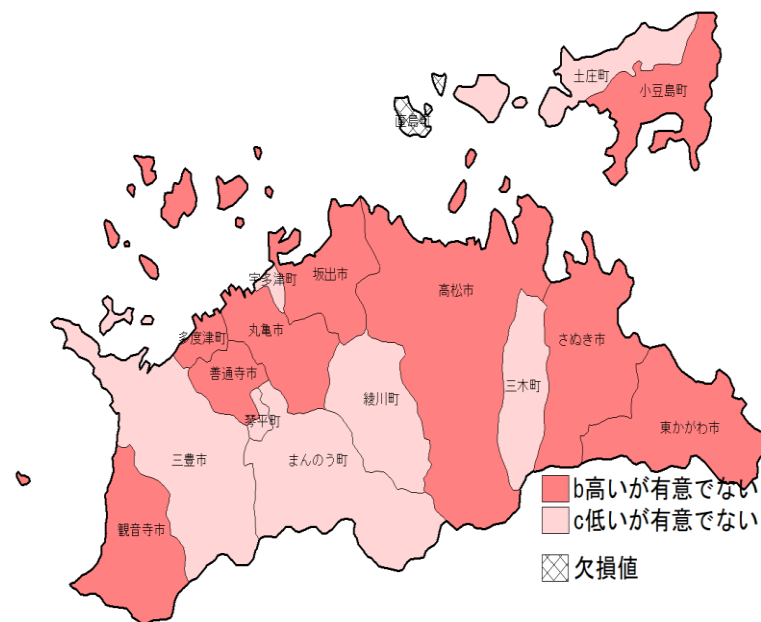 土庄町
小豆島町
直島町
宇多津町
坂出市
高松市
多度津町
丸亀市
さぬき市
善通寺市
三木町
綾川町
琴平町
東かがわ市
三豊市
まんのう町
観音寺市
b高いが有意でない
c低いが有意でない
欠損値